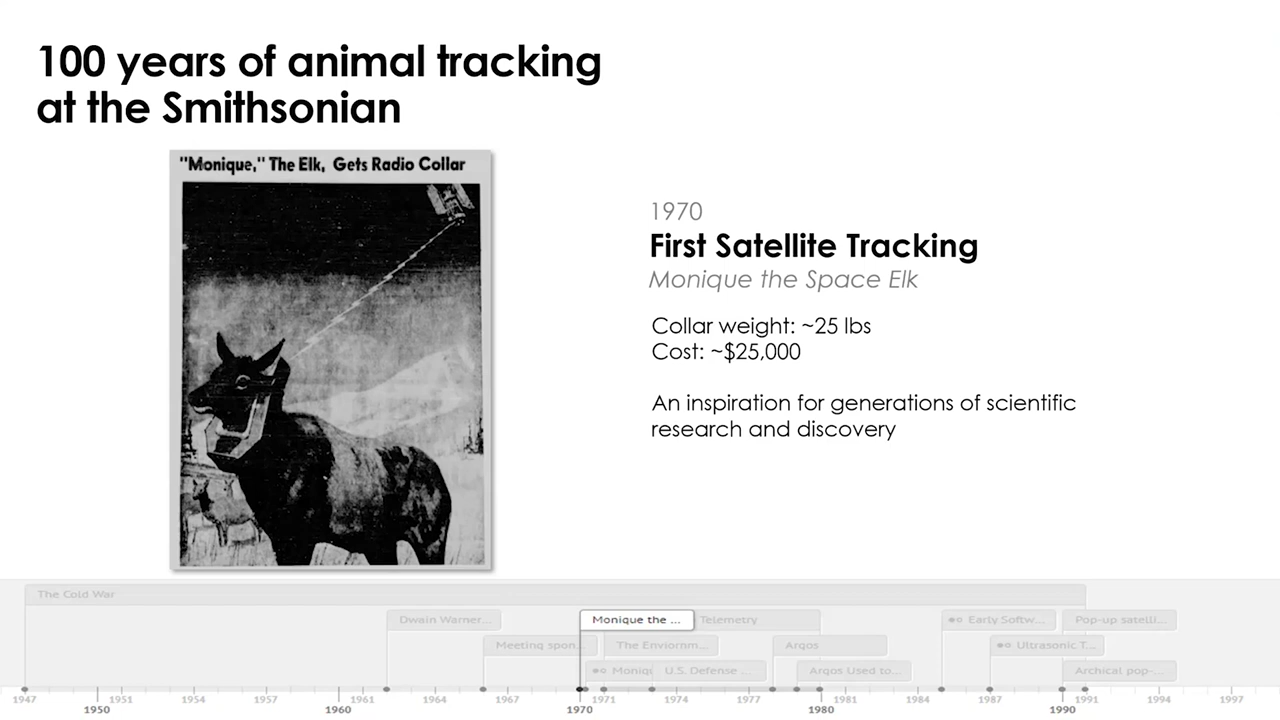 100 years of animal tracking
at the Smithsonian
"Monique," The Elk, Gets Radio Collar
1970
First Satellite Tracking
Monique the Space Elk
Collar weight: ~25 lbs
Cost: ~$25,000
An inspiration for generations of scientific
research and discovery
The Cold War
Dwain Warner...
Monique the ...
Telemetry
Early Softw...
Pop-up satelli...
Meeting spon...
The Enviornm...
Argos
Ultrasonic T...
Moniqu
U.S. Defense ...
Argos Used to...
Archical pop-...
1947 1951 1954 1957 1961 1964 1967 1971 1974 1977 1981 1984 1987 1991 1994 1997
1950 1960 1970 1980 1990